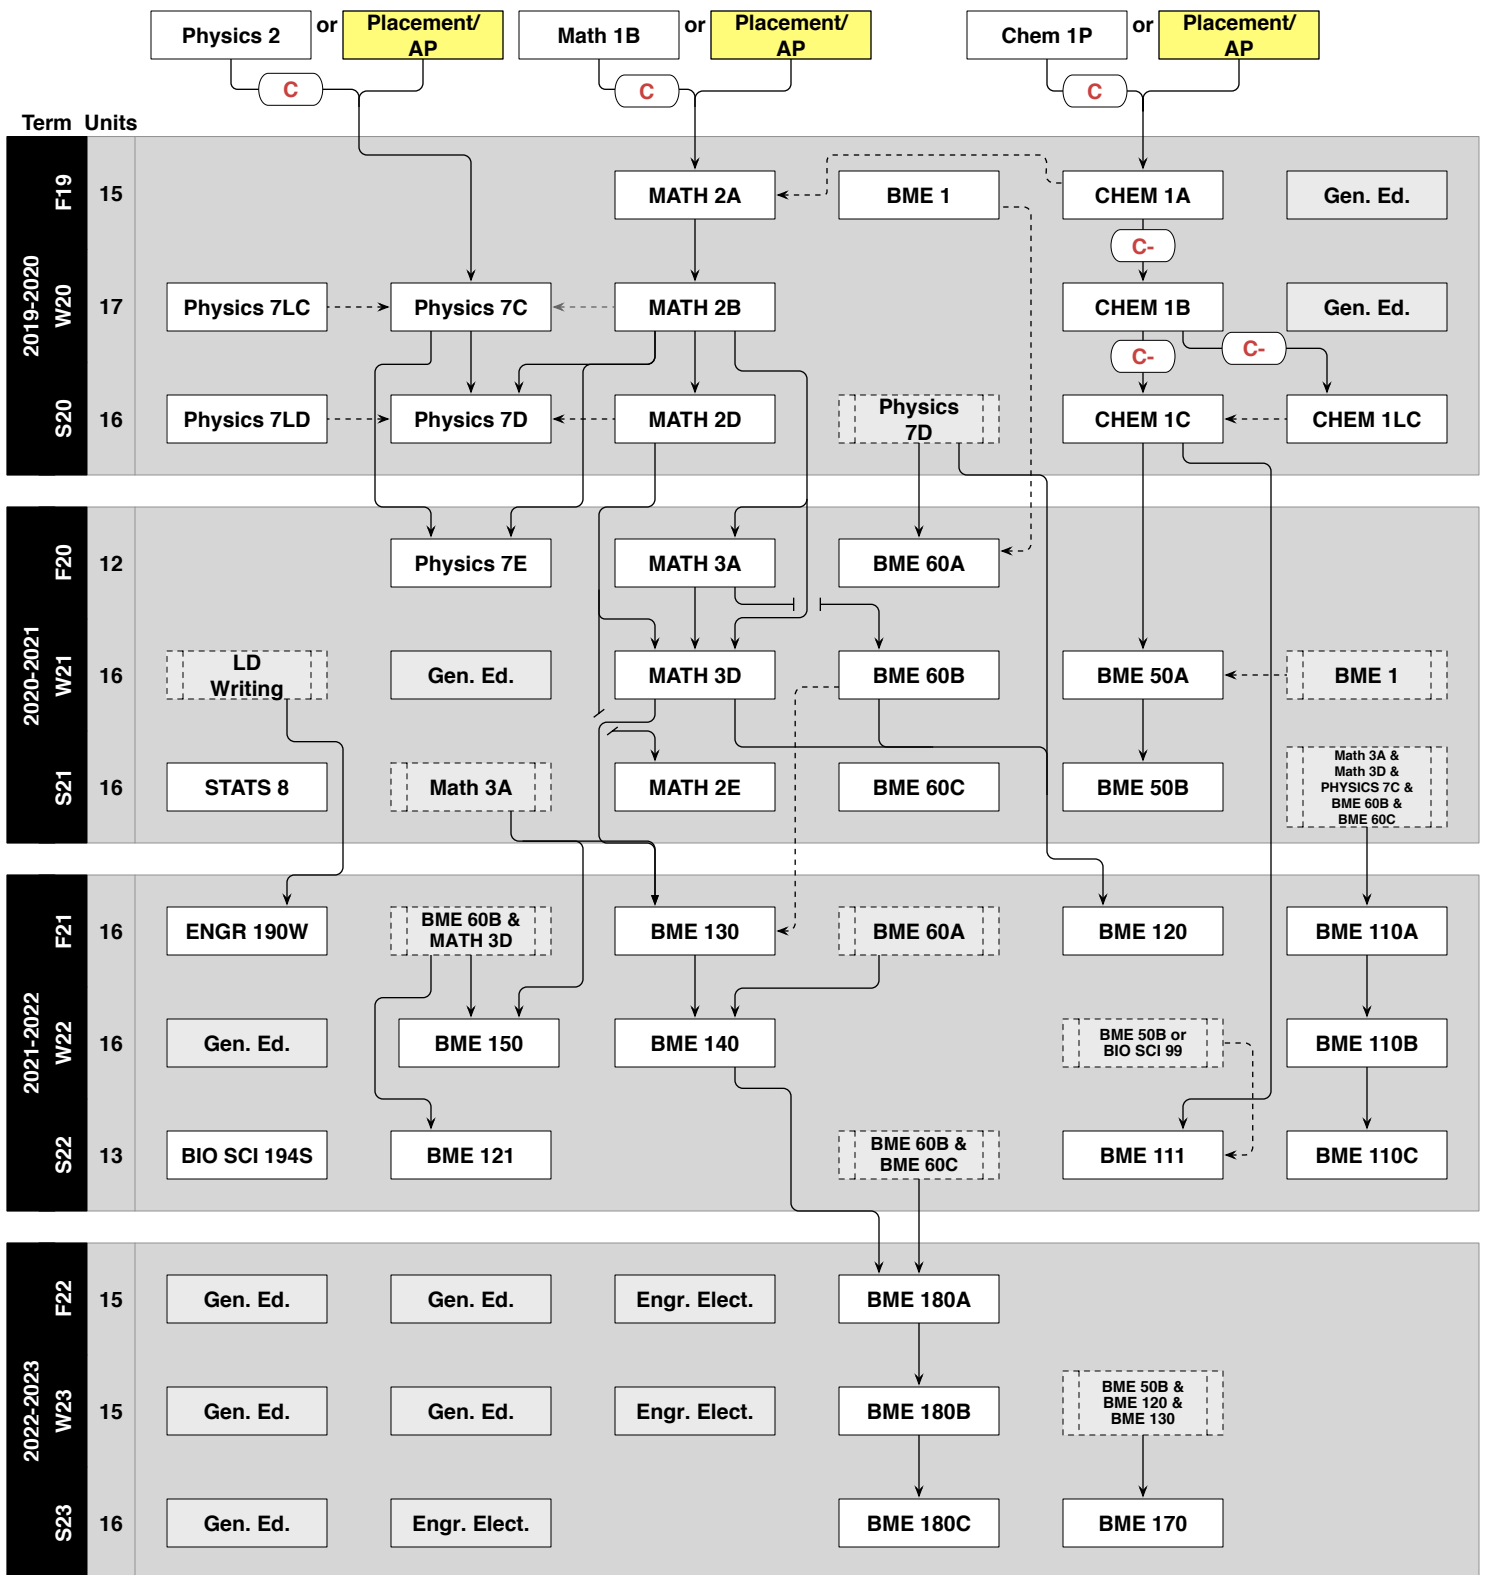 Physics 2
or
Placement/
AP
Math 1B
or
Placement/
AP
Chem 1P
or
Placement/
AP
C
C
C
Term Units
2019-2020
F19
15
MATH 2A
BME 1
CHEM 1A
Gen. Ed.
C-
W20
17
Physics 7LC
Physics 7C
MATH 2B
CHEM 1B
Gen. Ed.
C-
C-
S20
16
Physics 7LD
Physics 7D
MATH 2D
Physics
7D
CHEM 1C
CHEM 1LC
2020-2021
F20
12
Physics 7E
MATH 3A
BME 60A
W21
16
LD
Writing
Gen. Ed.
MATH 3D
BME 60B
BME 50A
BME 1
S21
16
STATS 8
Math 3A
MATH 2E
BME 60C
BME 50B
Math 3A &
Math 3D &
PHYSICS 7C &
BME 60B &
BME 60C
2021-2022
F21
16
ENGR 190W
BME 60B &
MATH 3D
BME 130
BME 60A
BME 120
BME 110A
W22
16
Gen. Ed.
BME 150
BME 140
BME 50B or
BIO SCI 99
BME 110B
S22
13
BIO SCI 194S
BME 121
BME 60B &
BME 60C
BME 111
BME 110C
2022-2023
F22
15
Gen. Ed.
Gen. Ed.
Engr. Elect.
BME 180A
W23
15
Gen. Ed.
Gen. Ed.
Engr. Elect.
BME 180B
BME 50B &
BME 120 &
BME 130
S23
16
Gen. Ed.
Engr. Elect.
BME 180C
BME 170